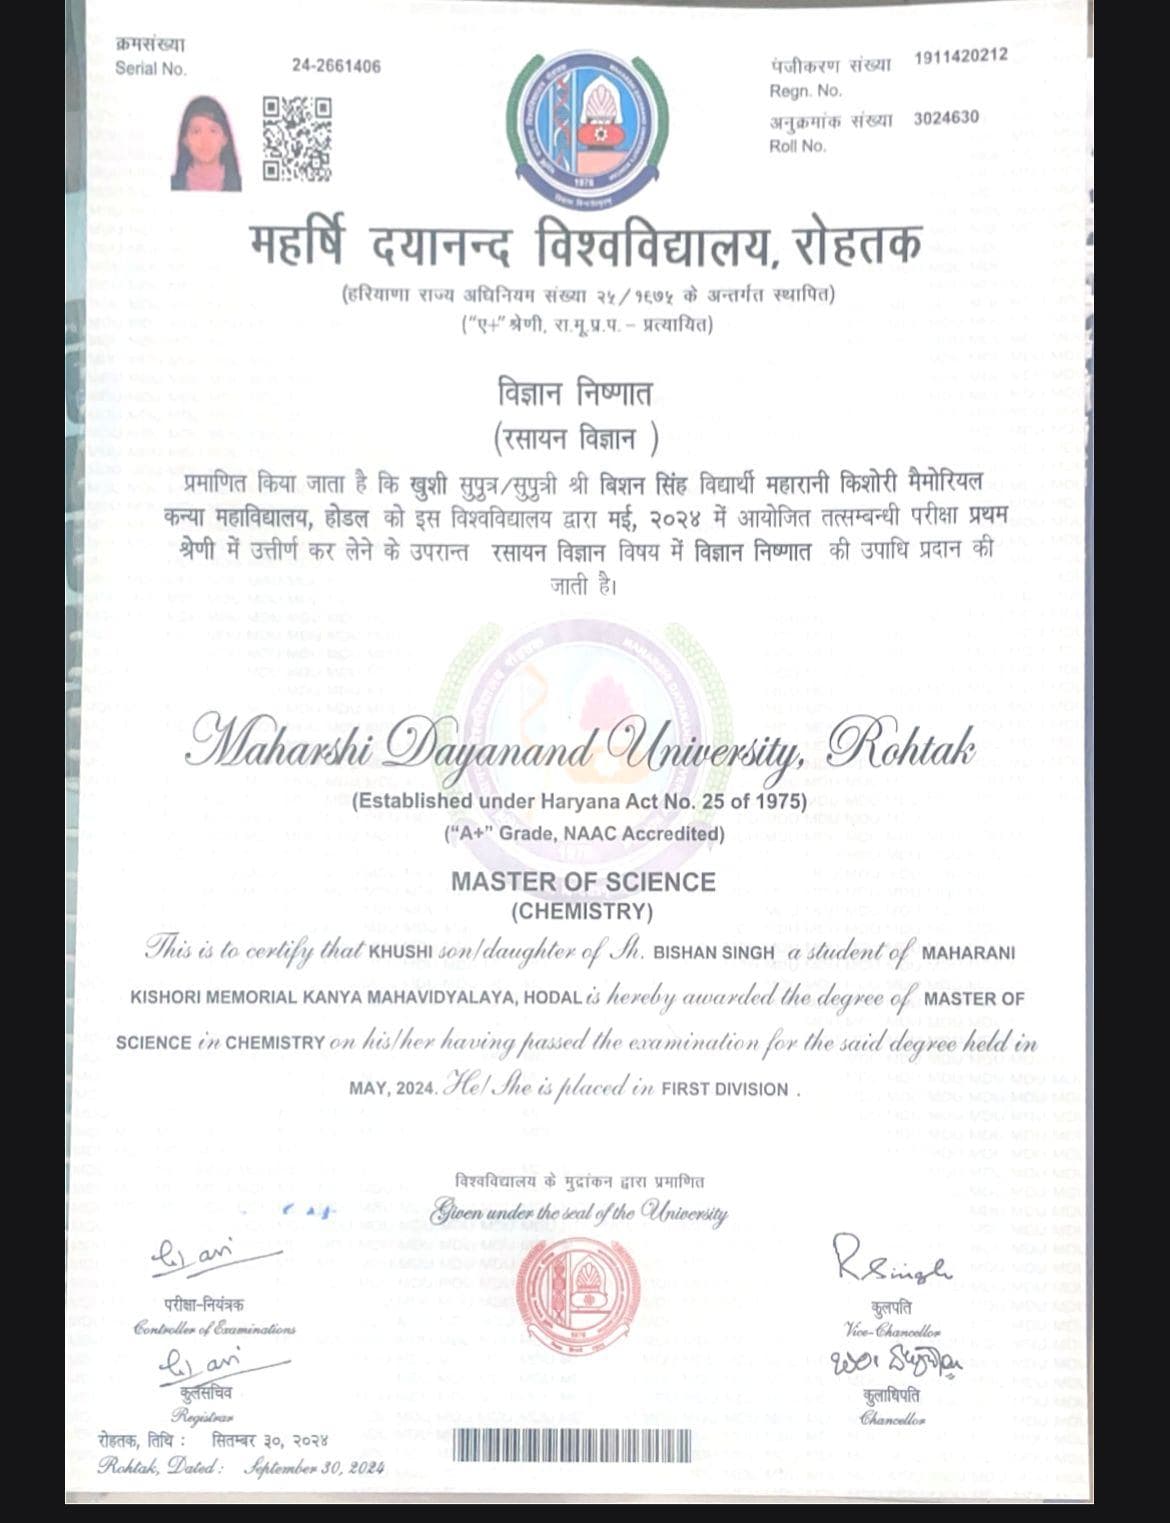 क्रमसंख्या
Serial No.
24-2661406
पंजीकरण संख्या 1911420212
Regn. No.
अनुक्रमांक संख्या 3024630
Roll No.
1976
महर्षि दयानन्द विश्वविद्यालय, रोहतक
(हरियाणा राज्य अधिनियम संख्या २५/१९७५ के अन्तर्गत स्थापित)
("ए+" श्रेणी, रा.मू.प्र.प. – प्रत्यायित)
विज्ञान निष्णात
(रसायन विज्ञान )
प्रमाणित किया जाता है कि खुशी सुपुत्र/सुपुत्री श्री बिशन सिंह विद्यार्थी महारानी किशोरी मैमोरियल
कन्या महाविद्यालय, होडल को इस विश्वविद्यालय द्वारा मई, २०२४ में आयोजित तत्सम्बन्धी परीक्षा प्रथम
श्रेणी में उत्तीर्ण कर लेने के उपरान्त रसायन विज्ञान विषय में विज्ञान निष्णात की उपाधि प्रदान की
जाती है।
Maharshi Dayanand University, Rohtak
(Established under Haryana Act No. 25 of 1975)
("A+" Grade, NAAC Accredited)
MASTER OF SCIENCE
(CHEMISTRY)
This is to certify that KHUSHI son/daughter of Sh. BISHAN SINGH a student of MAHARANI
KISHORI MEMORIAL KANYA MAHAVIDYALAYA, HODAL is hereby awarded the degree of MASTER OF
SCIENCE in CHEMISTRY on his/her having passed the examination for the said degree held in
MAY, 2024. He/She is placed in FIRST DIVISION .
विश्वविद्यालय के मुद्रांकन द्वारा प्रमाणित
Given under the seal of the University
परीक्षा-नियंत्रक
Controller of Examinations
RSingh
कुलपति
Vice-Chancellor
कुलसचिव
Registrar
कुलाधिपति
Chancellor
रोहतक, तिथि : सितम्बर ३०, २०२४
Rohtak, Dated : September 30, 2024